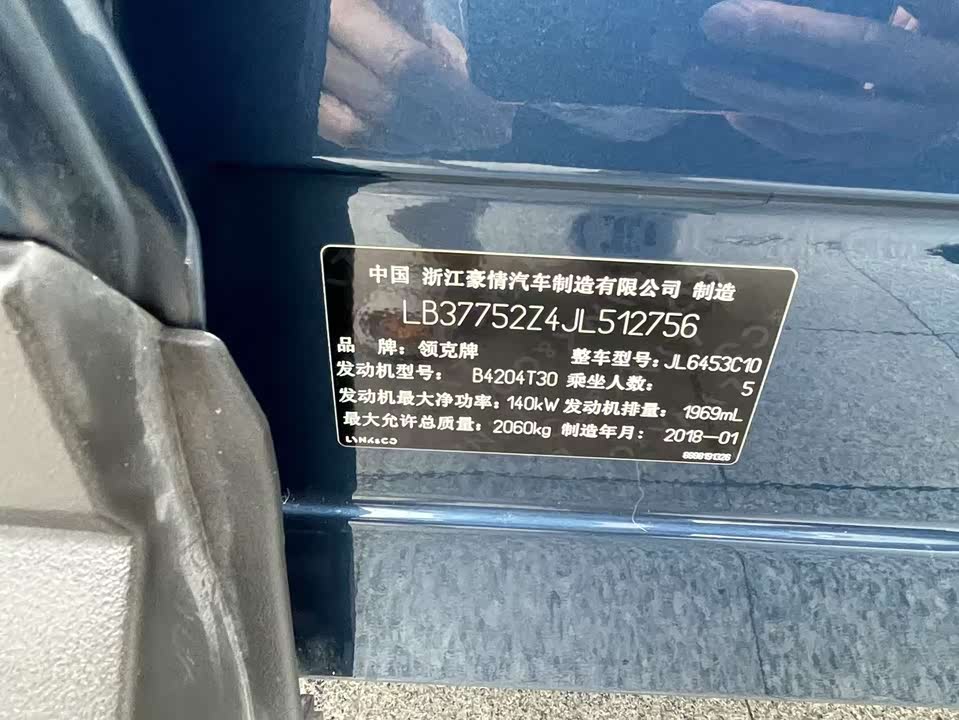 中国 浙江豪情汽车制造有限公司 制造
LB37752Z4JL512756
品 牌：领克牌 整车型号：JL6453C10
发动机型号： B4204T30 乘坐人数： 5
发动机最大净功率：140kW 发动机排量： 1969mL
最大允许总质量： 2060kg 制造年月： 2018—01
LYNK&CO